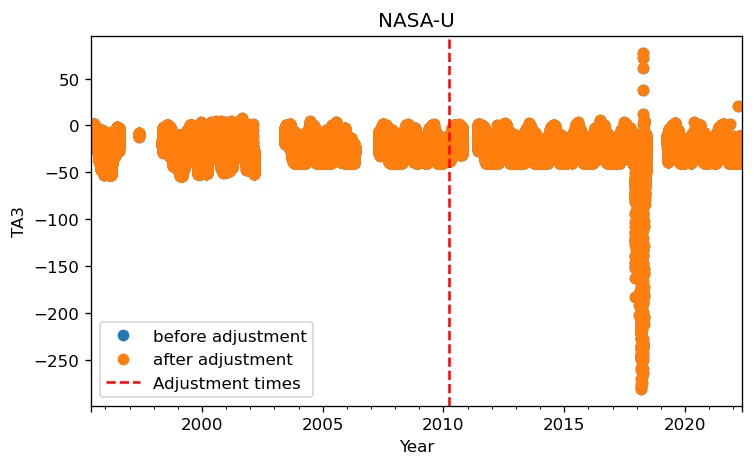 NASA-U
50
0
−50
−100
−150
−200
−250
TA3
before adjustment
after adjustment
Adjustment times
2000
2005
2010
2015
2020
Year